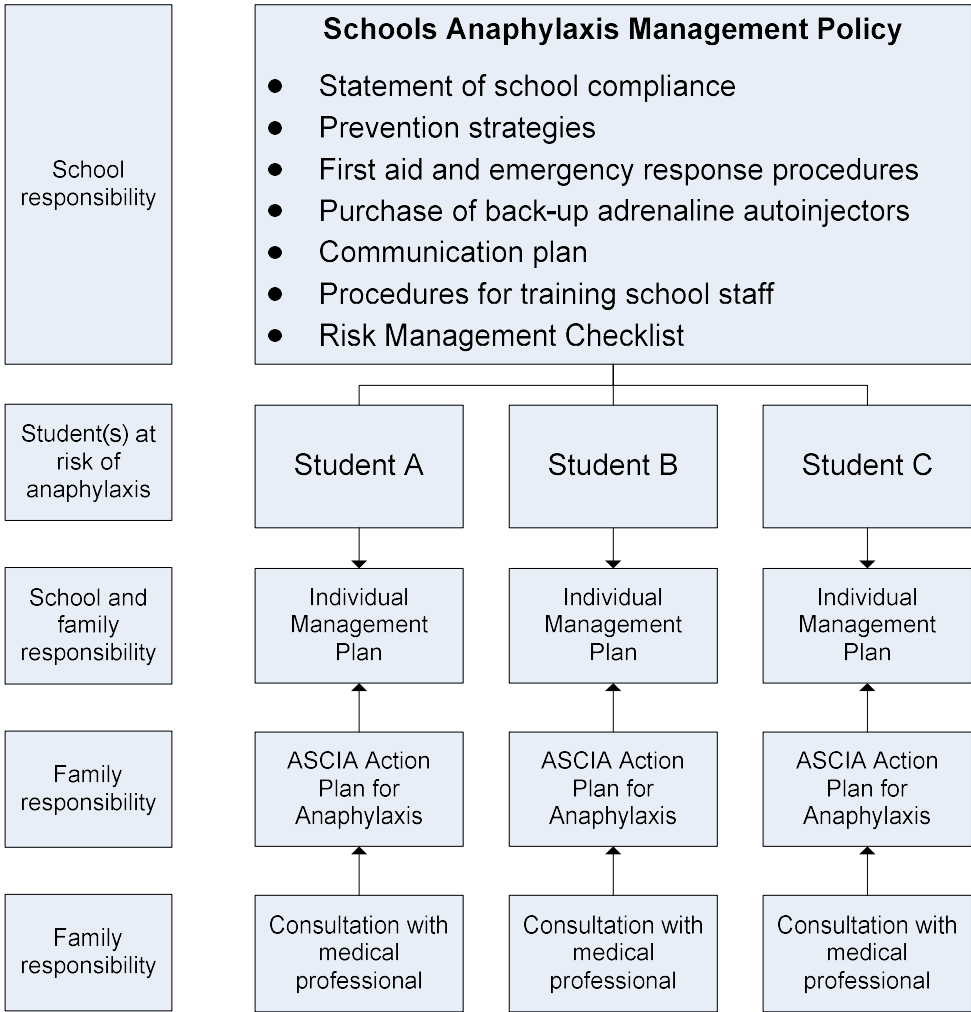 Schools Anaphylaxis Management Policy
School
responsibility
● Statement of school compliance
● Prevention strategies
● First aid and emergency response procedures
● Purchase of back-up adrenaline autoinjectors
● Communication plan
● Procedures for training school staff
● Risk Management Checklist
Student(s) at
risk of
anaphylaxis
Student A
Student B
Student C
School and
family
responsibility
Individual
Management
Plan
Individual
Management
Plan
Individual
Management
Plan
Family
responsibility
ASCIA Action
Plan for
Anaphylaxis
ASCIA Action
Plan for
Anaphylaxis
ASCIA Action
Plan for
Anaphylaxis
Family
responsibility
Consultation with
medical
professional
Consultation with
medical
professional
Consultation with
medical
professional